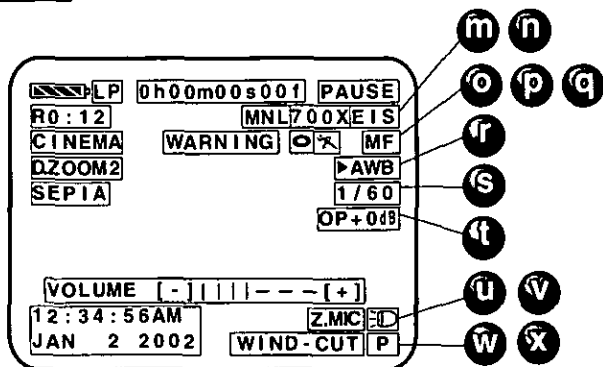 LP 0h00m00s00f PAUSE
R0:12 MNL 700X EIS
CINEMA WARNING MF
D.ZOOM2 ▶AWB
SEPIA 1/60
OP+0dB
VOLUME [-]||||---[+]
12:34:56AM Z.MIC
JAN 2 2002 WIND-CUT P
m n
o p q
r
s
t
u v
w x